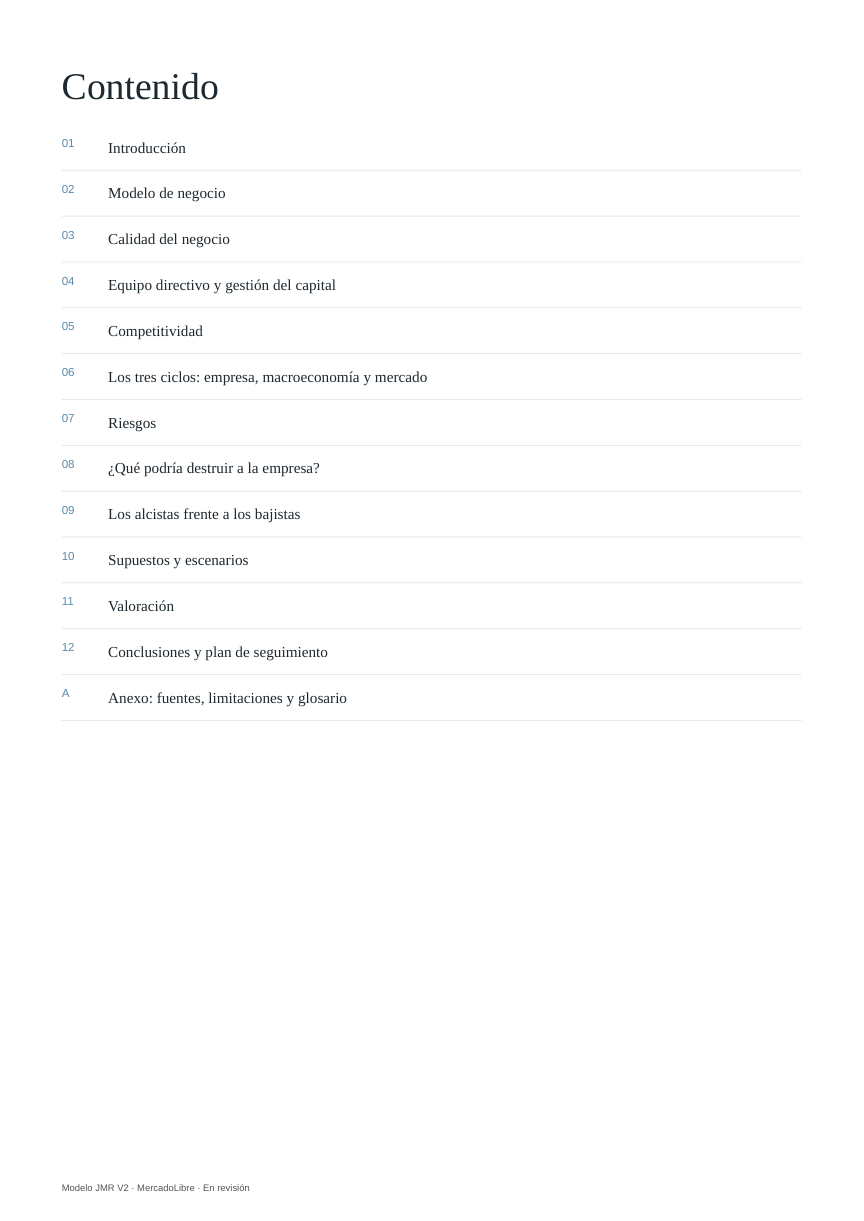 Contenido
01 Introducción
02 Modelo de negocio
03 Calidad del negocio
04 Equipo directivo y gestión del capital
05 Competitividad
06 Los tres ciclos: empresa, macroeconomía y mercado
07 Riesgos
08 ¿Qué podría destruir a la empresa?
09 Los alcistas frente a los bajistas
10 Supuestos y escenarios
11 Valoración
12 Conclusiones y plan de seguimiento
A Anexo: fuentes, limitaciones y glosario
Modelo JMR V2 · MercadoLibre · En revisión